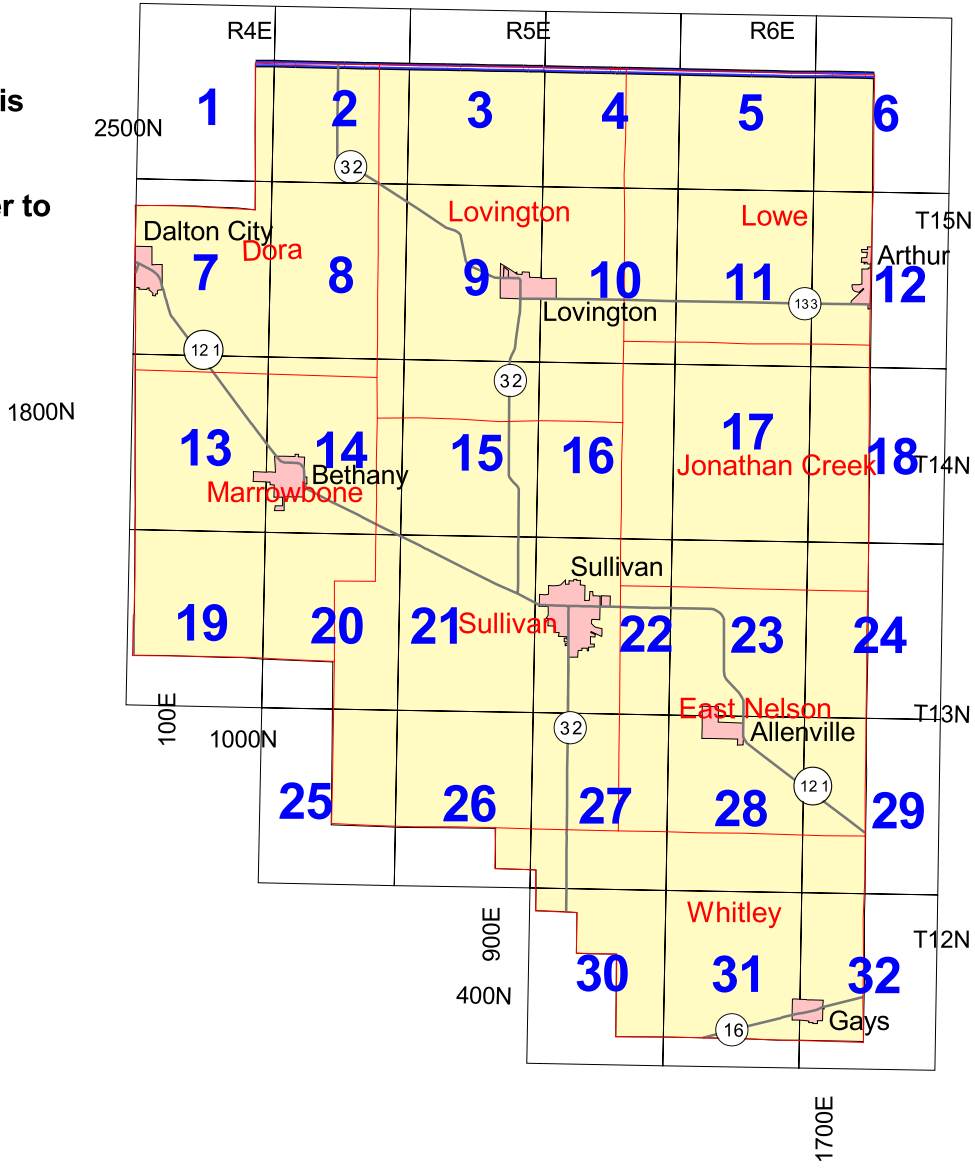 R4E R5E R6E
is
1 2 3 4 5 6
2500N
32
er to
Lovington Lowe
T15N
Dalton City
Dora
Arthur
7 8 9 10 11 12
133
Lovington
121
32
1800N
13 14 15 16 17 18
Jonathan Creek
T14N
Bethany
Marrowbone
Sullivan
19 20 21 Sullivan 22 23 24
100E
East Nelson
T13N
32
Allenville
1000N
121
25 26 27 28 29
Whitley
900E
T12N
30 31 32
400N
Gays
16
1700E